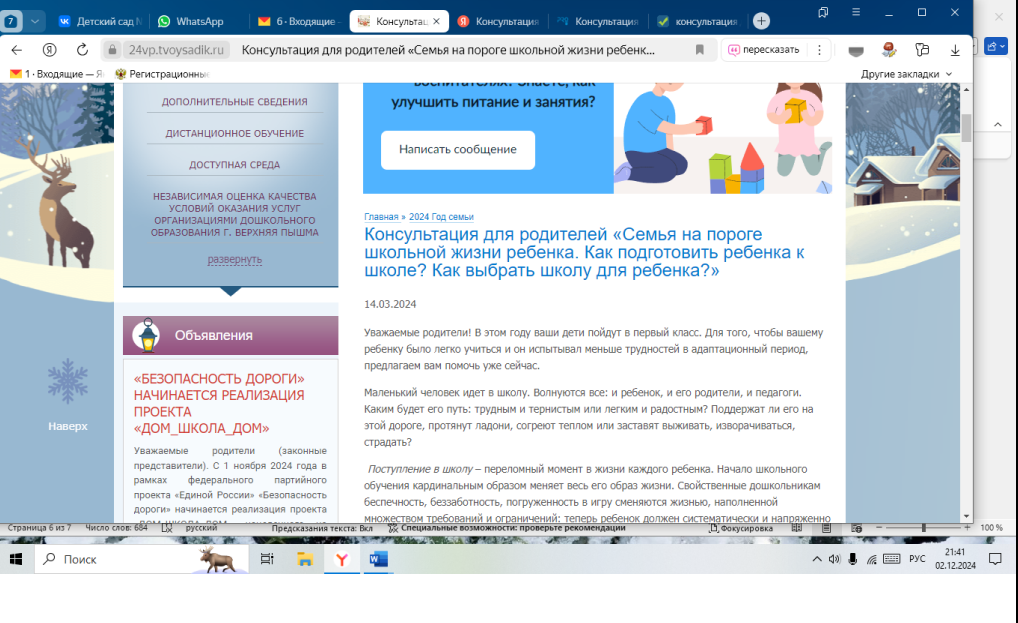 7
Детский сад N
WhatsApp
6 · Входящие -
Консультац ×
Консультация
Консультация
консультация
24vp.tvoysadik.ru
Консультация для родителей «Семья на пороге школьной жизни ребенк...
пересказать
1 · Входящие — Я
Регистрационны
Другие закладки
ДОПОЛНИТЕЛЬНЫЕ СВЕДЕНИЯ
ДИСТАНЦИОННОЕ ОБУЧЕНИЕ
ДОСТУПНАЯ СРЕДА
НЕЗАВИСИМАЯ ОЦЕНКА КАЧЕСТВА
УСЛОВИЙ ОКАЗАНИЯ УСЛУГ
ОРГАНИЗАЦИЯМИ ДОШКОЛЬНОГО
ОБРАЗОВАНИЯ Г. ВЕРХНЯЯ ПЫШМА
развернуть
Объявления
«БЕЗОПАСНОСТЬ ДОРОГИ»
НАЧИНАЕТСЯ РЕАЛИЗАЦИЯ
ПРОЕКТА
«ДОМ_ШКОЛА_ДОМ»
Уважаемые родители (законные
представители). С 1 ноября 2024 года в
рамках федерального партийного
проекта «Единой России» «Безопасность
дороги» начинается реализация проекта
Наверх
воспитателях? Знаете, как
улучшить питание и занятия?
Написать сообщение
Главная » 2024 Год семьи
Консультация для родителей «Семья на пороге
школьной жизни ребенка. Как подготовить ребенка к
школе? Как выбрать школу для ребенка?»
14.03.2024
Уважаемые родители! В этом году ваши дети пойдут в первый класс. Для того, чтобы вашему
ребенку было легко учиться и он испытывал меньше трудностей в адаптационный период,
предлагаем вам помочь уже сейчас.
Маленький человек идет в школу. Волнуются все: и ребенок, и его родители, и педагоги.
Каким будет его путь: трудным и тернистым или легким и радостным? Поддержат ли его на
этой дороге, протянут ладони, согреют теплом или заставят выживать, изворачиваться,
страдать?
Поступление в школу – переломный момент в жизни каждого ребенка. Начало школьного
обучения кардинальным образом меняет весь его образ жизни. Свойственные дошкольникам
беспечность, беззаботность, погруженность в игру сменяются жизнью, наполненной
множеством требований и ограничений: теперь ребенок должен систематически и напряженно
Страница 6 из 7 Число слов: 684 русский Предсказания текста: Вкл Специальные возможности: проверьте рекомендации Фокусировка 100 %
Поиск
РУС
21:41
02.12.2024